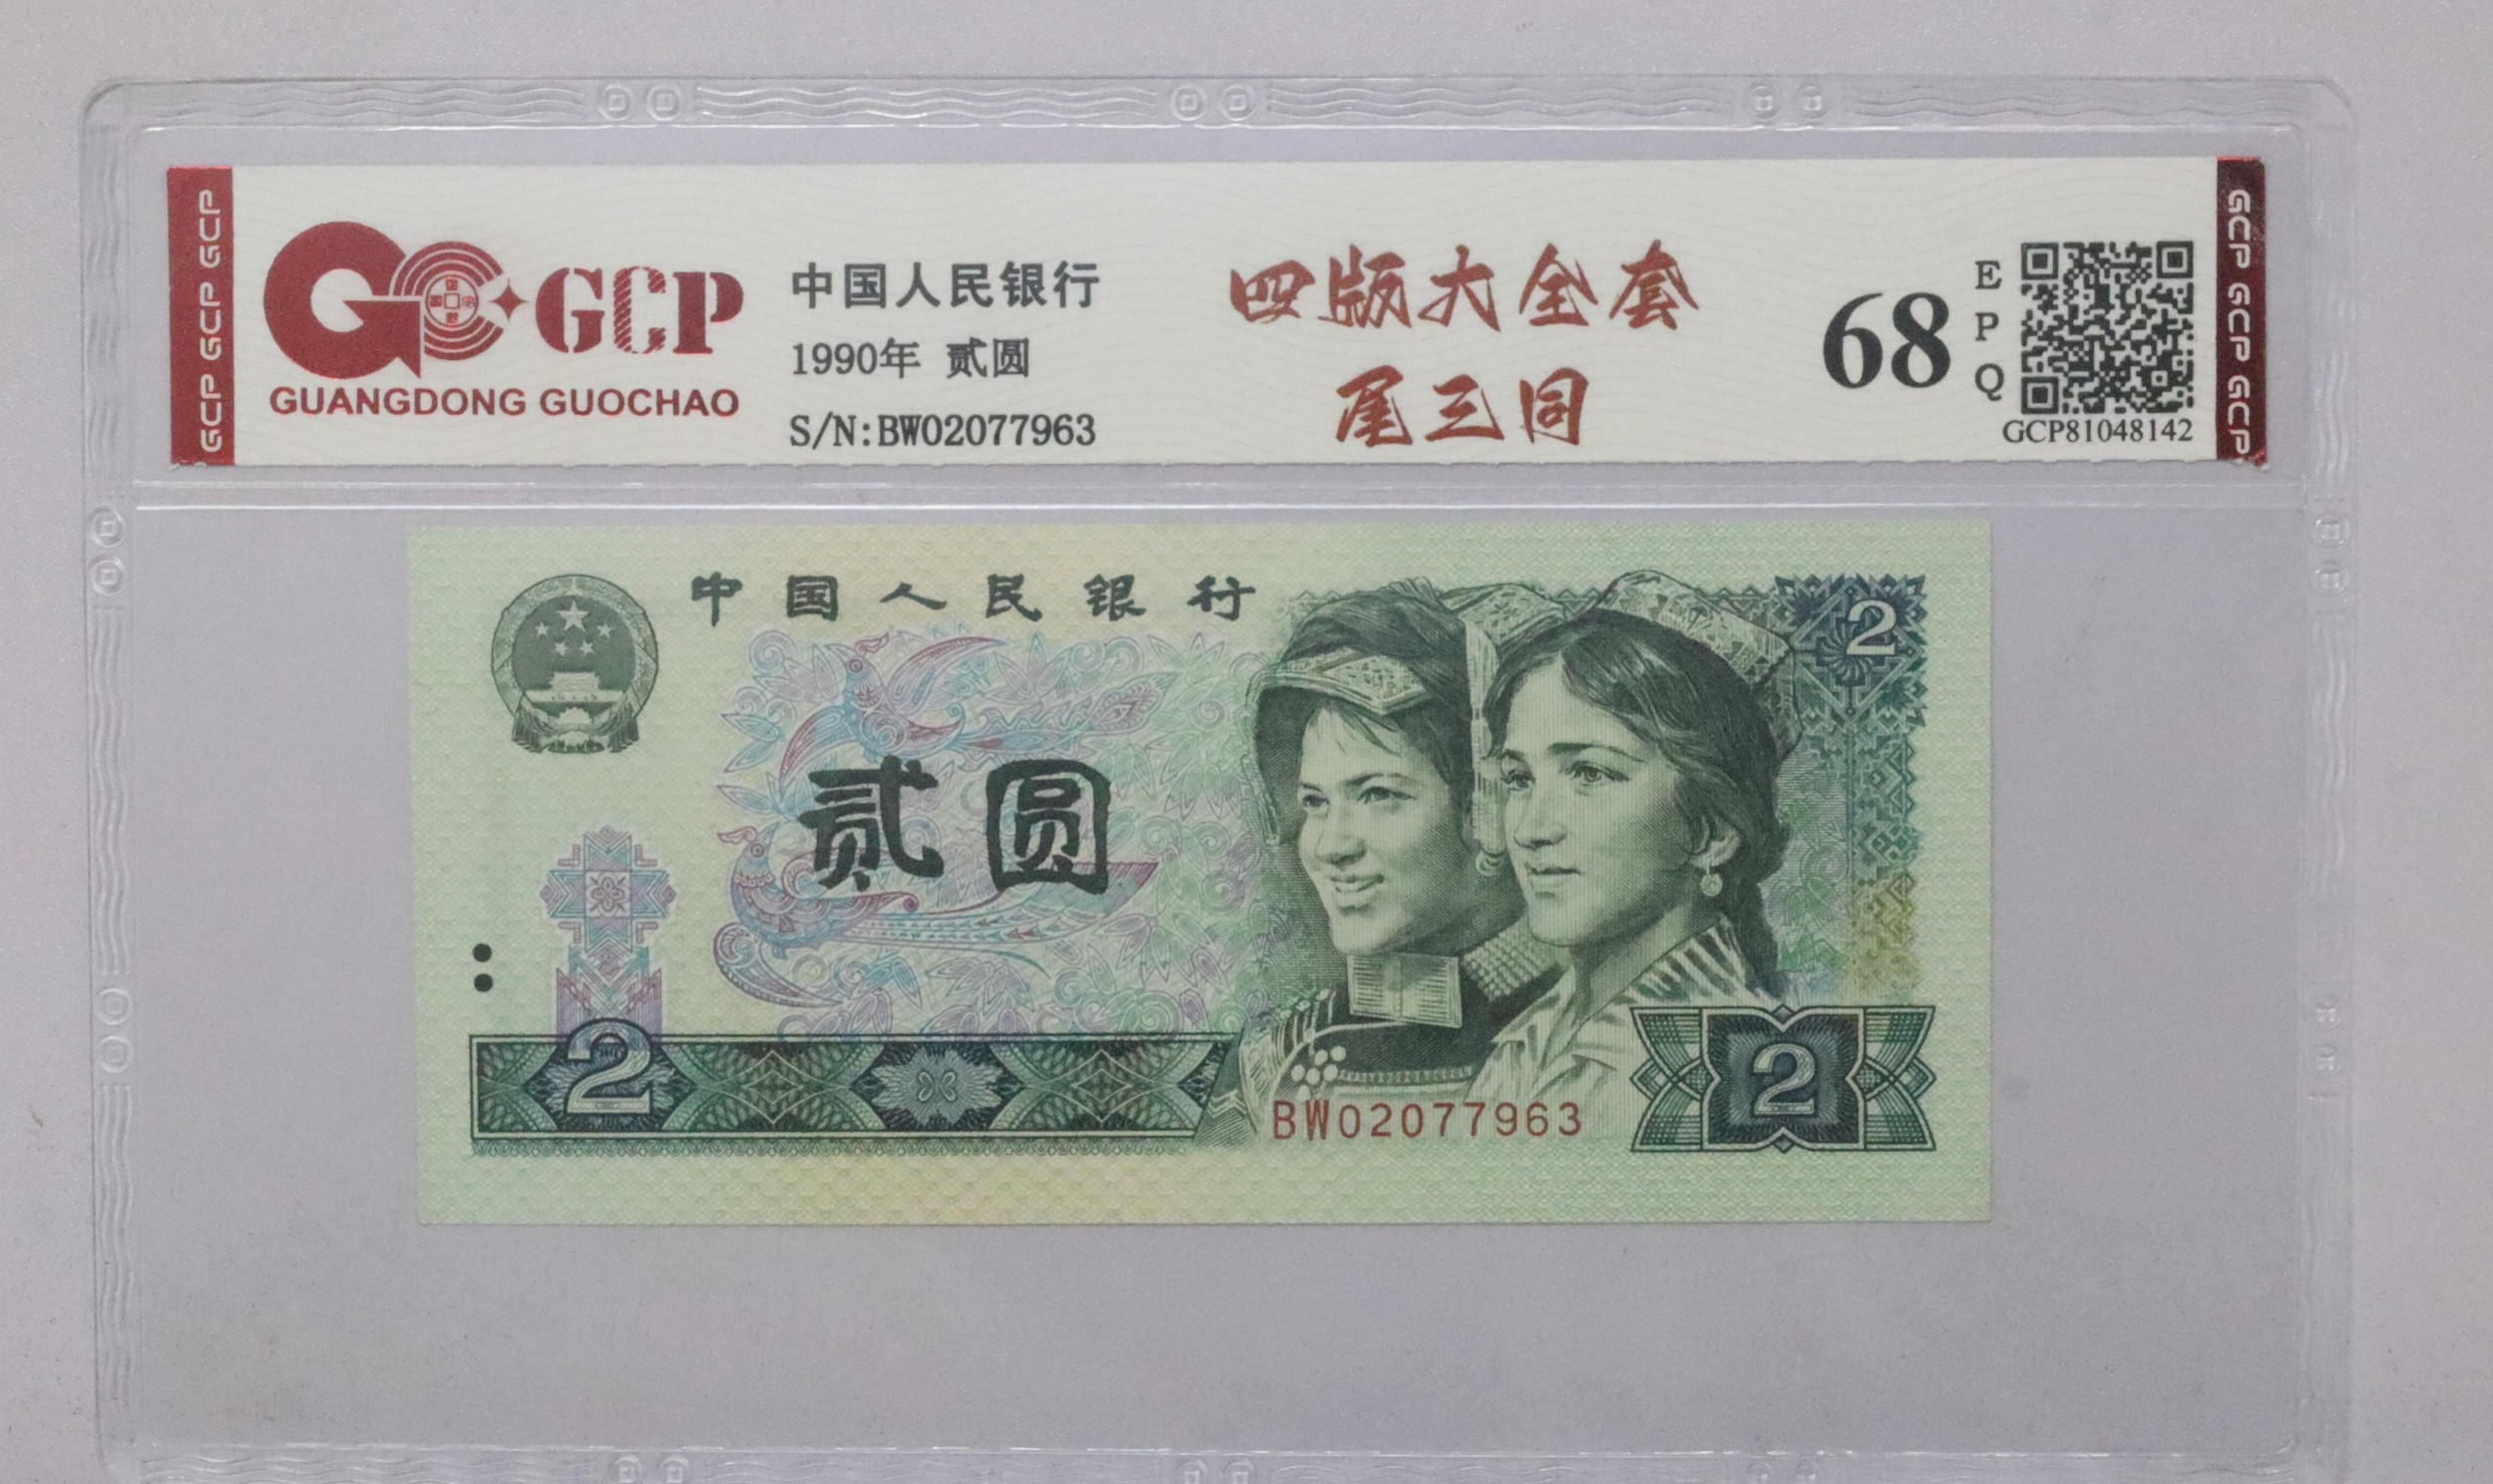 GCP GCP GCP
GCP
GUANGDONG GUOCHAO
中国人民银行
1990年 贰圆
S/N:BW02077963
四版大全套
尾三同
68
E
P
Q
GCP81048142
GCP GCP GCP
中国人民银行
2
贰圆
2
BW02077963
2